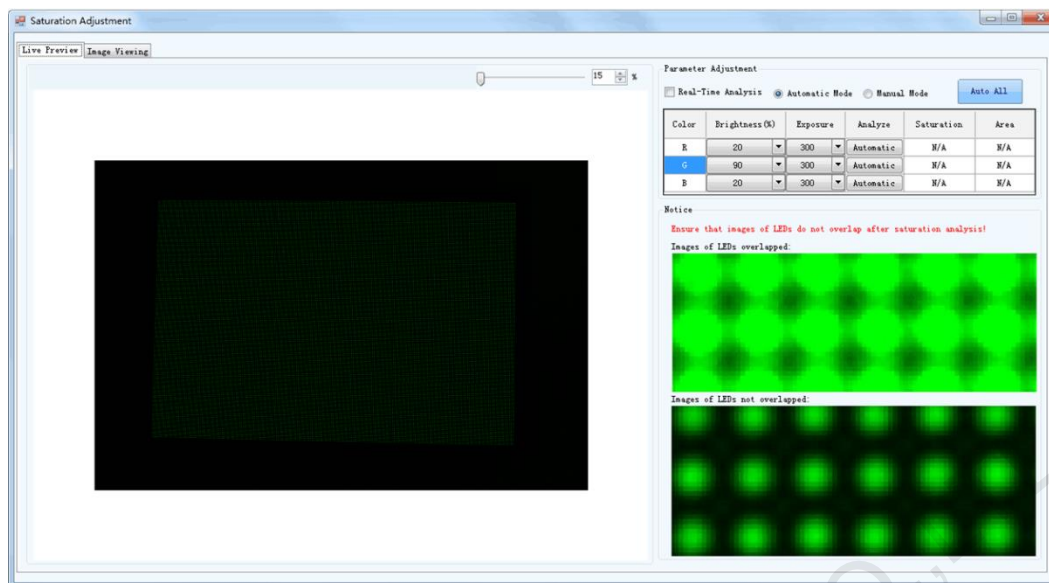 Saturation Adjustment
Live Preview Image Viewing
15 %
Parameter Adjustment
Real-Time Analysis Automatic Mode Manual Mode Auto All
Color Brightness(%) Exposure Analyze Saturation Area
R 20 300 Automatic N/A N/A
G 90 300 Automatic N/A N/A
B 20 300 Automatic N/A N/A
Notice
Ensure that images of LEDs do not overlap after saturation analysis!
Images of LEDs overlapped:
Images of LEDs not overlapped: